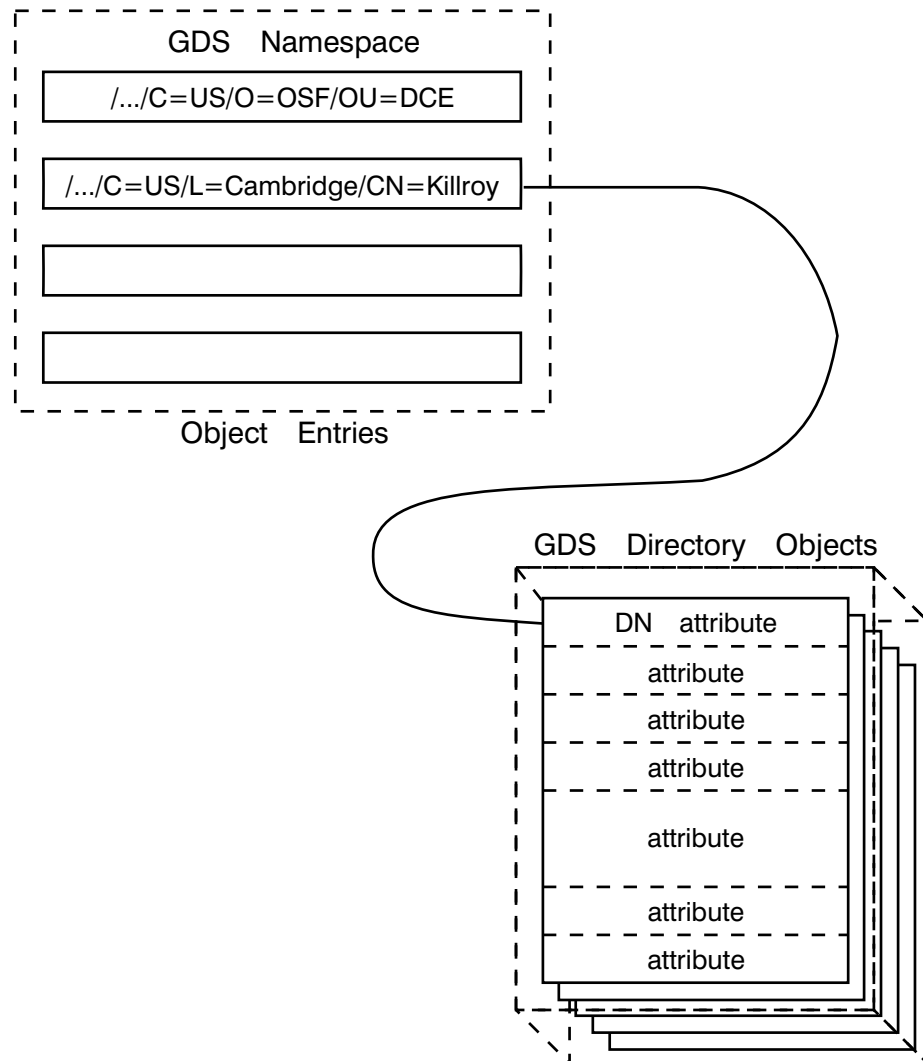 GDS Namespace
/.../C=US/O=OSF/OU=DCE
/.../C=US/L=Cambridge/CN=Killroy
Object Entries
GDS Directory Objects
DN attribute
attribute
attribute
attribute
attribute
attribute
attribute